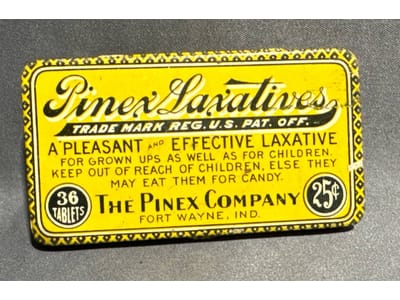 Pinex Laxatives
TRADE MARK REG. U.S. PAT. OFF.
A PLEASANT AND EFFECTIVE LAXATIVE
FOR GROWN UPS AS WELL AS FOR CHILDREN.
KEEP OUT OF REACH OF CHILDREN, ELSE THEY
MAY EAT THEM FOR CANDY.
36
TABLETS
THE PINEX COMPANY
FORT WAYNE, IND.
25¢